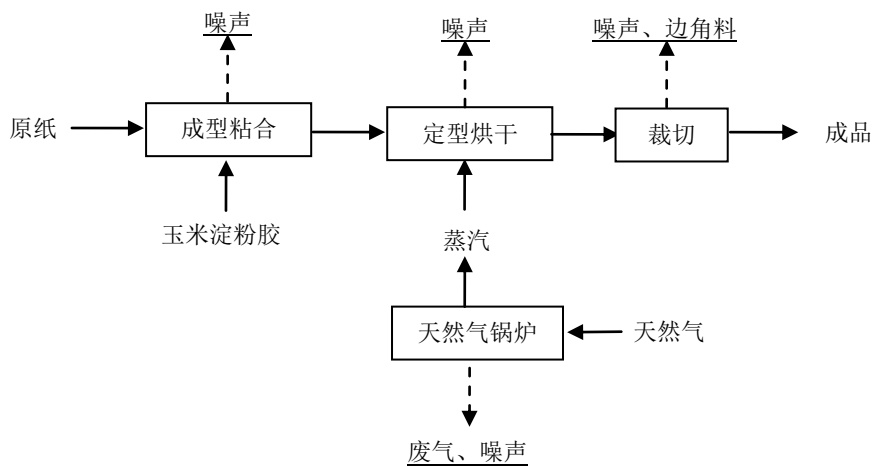 噪声
噪声
噪声、边角料
原纸
成型粘合
定型烘干
裁切
成品
玉米淀粉胶
蒸汽
天然气锅炉
天然气
废气、噪声